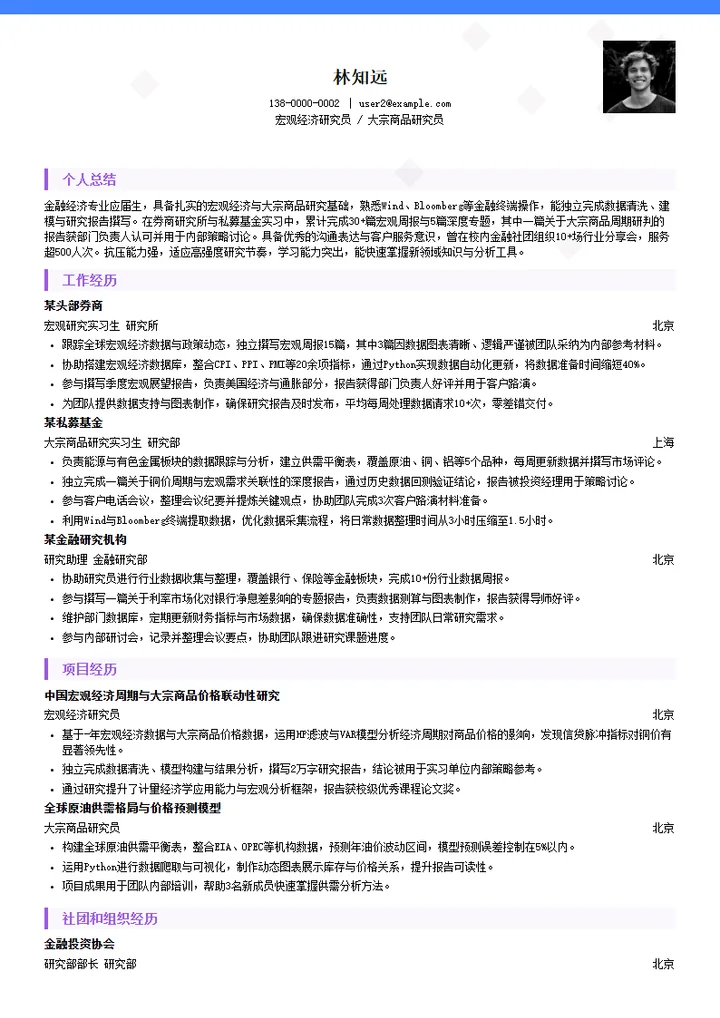 林知远
138-0000-0002 | user2@example.com
宏观经济研究员 / 大宗商品研究员
个人总结
金融经济专业应届生，具备扎实的宏观经济与大宗商品研究基础，熟悉Wind、Bloomberg等金融终端操作，能独立完成数据清洗、建
模与研究报告撰写。在券商研究所与私募基金实习中，累计完成30+篇宏观周报与5篇深度专题，其中一篇关于大宗商品周期研判的
报告获部门负责人认可并用于内部策略讨论。具备优秀的沟通表达与客户服务意识，曾在校内金融社团组织10+场行业分享会，服务
超500人次。抗压能力强，适应高强度研究节奏，学习能力突出，能快速掌握新领域知识与分析工具。
工作经历
某头部券商
宏观研究实习生 研究所 北京
• 跟踪全球宏观经济数据与政策动态，独立撰写宏观周报15篇，其中3篇因数据图表清晰、逻辑严谨被团队采纳为内部参考材料。
• 协助搭建宏观经济数据库，整合CPI、PPI、PMI等20余项指标，通过Python实现数据自动化更新，将数据准备时间缩短40%。
• 参与撰写季度宏观展望报告，负责美国经济与通胀部分，报告获得部门负责人好评并用于客户路演。
• 为团队提供数据支持与图表制作，确保研究报告及时发布，平均每周处理数据请求10+次，零差错交付。
某私募基金
大宗商品研究实习生 研究部 上海
• 负责能源与有色金属板块的数据跟踪与分析，建立供需平衡表，覆盖原油、铜、铝等5个品种，每周更新数据并撰写市场评论。
• 独立完成一篇关于铜价周期与宏观需求关联性的深度报告，通过历史数据回测验证结论，报告被投资经理用于策略讨论。
• 参与客户电话会议，整理会议纪要并提炼关键观点，协助团队完成3次客户路演材料准备。
• 利用Wind与Bloomberg终端提取数据，优化数据采集流程，将日常数据整理时间从3小时压缩至1.5小时。
某金融研究机构
研究助理 金融研究部 北京
• 协助研究员进行行业数据收集与整理，覆盖银行、保险等金融板块，完成10+份行业数据周报。
• 参与撰写一篇关于利率市场化对银行净息差影响的专题报告，负责数据测算与图表制作，报告获得导师好评。
• 维护部门数据库，定期更新财务指标与市场数据，确保数据准确性，支持团队日常研究需求。
• 参与内部研讨会，记录并整理会议要点，协助团队跟进研究课题进度。
项目经历
中国宏观经济周期与大宗商品价格联动性研究
宏观经济研究员 北京
• 基于-年宏观经济数据与大宗商品价格数据，运用HP滤波与VAR模型分析经济周期对商品价格的影响，发现信贷脉冲指标对铜价有
显著领先性。
• 独立完成数据清洗、模型构建与结果分析，撰写2万字研究报告，结论被用于实习单位内部策略参考。
• 通过研究提升了计量经济学应用能力与宏观分析框架，报告获校级优秀课程论文奖。
全球原油供需格局与价格预测模型
大宗商品研究员 北京
• 构建全球原油供需平衡表，整合EIA、OPEC等机构数据，预测年油价波动区间，模型预测误差控制在5%以内。
• 运用Python进行数据爬取与可视化，制作动态图表展示库存与价格关系，提升报告可读性。
• 项目成果用于团队内部培训，帮助3名新成员快速掌握供需分析方法。
社团和组织经历
金融投资协会
研究部部长 研究部 北京